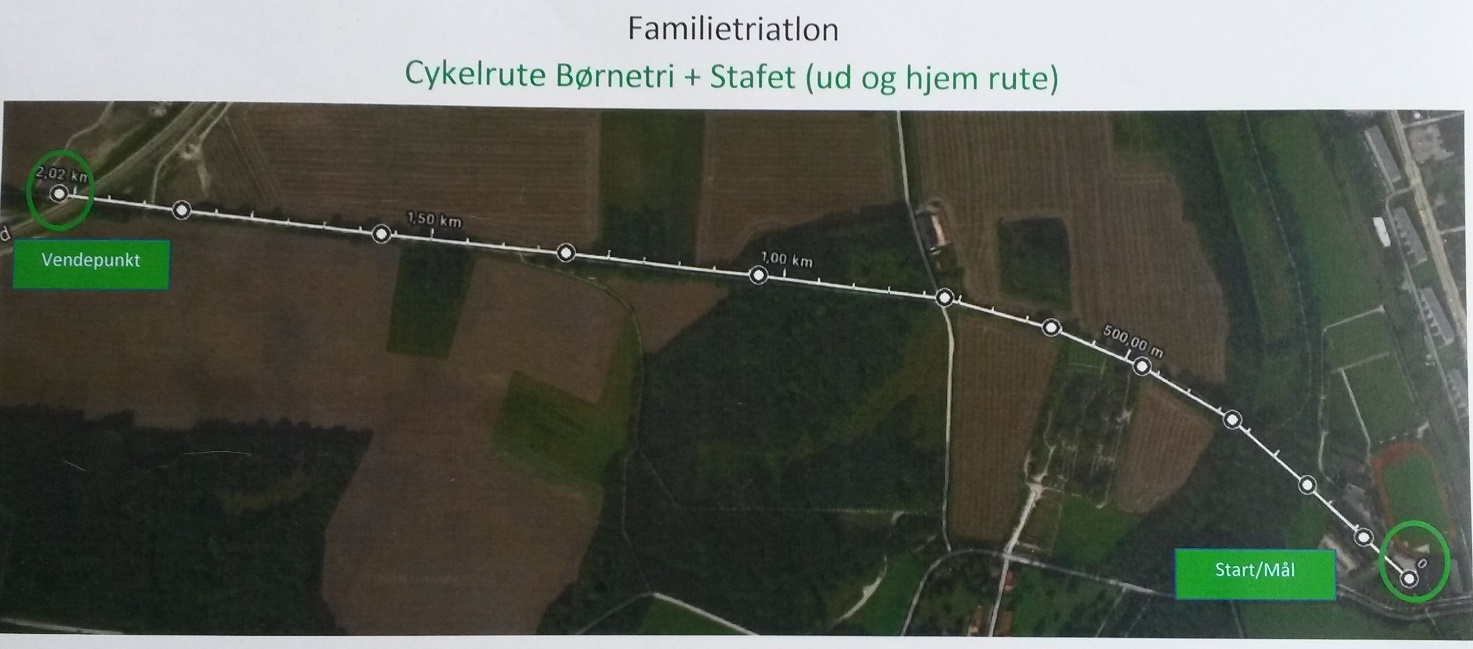 Familietriatlon
Cykelrute Børnetri + Stafet (ud og hjem rute)
2,02 km
d
Vendepunkt
1,50 km
1,00 km
500,00 m
Start/Mål
0